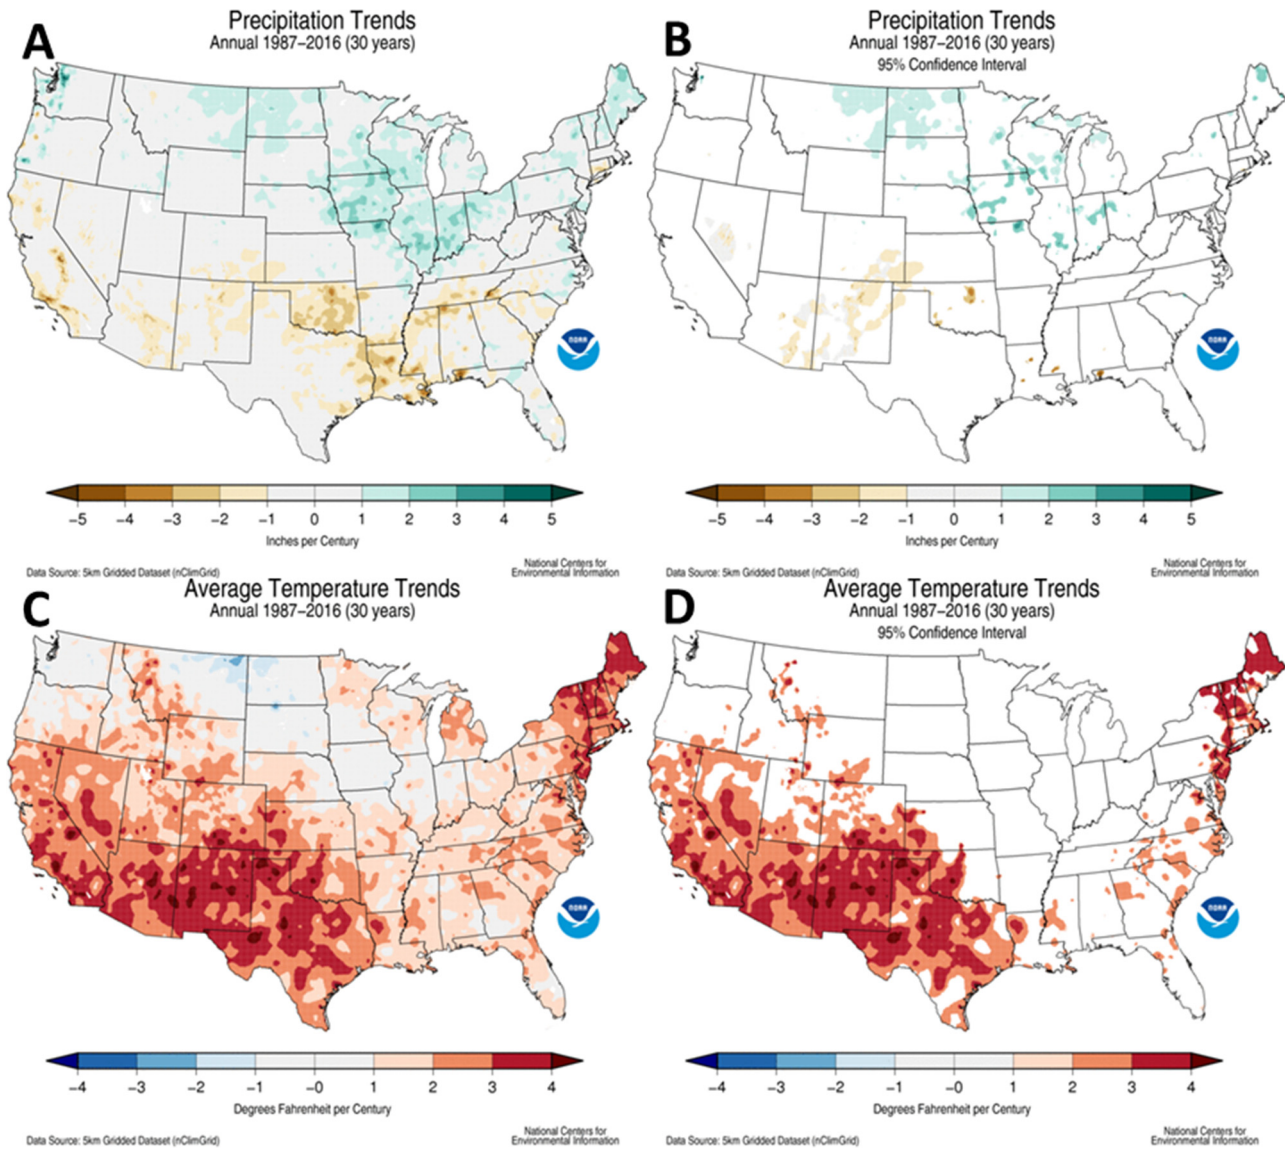 A
Precipitation Trends
Annual 1987–2016 (30 years)
–5 –4 –3 –2 –1 0 1 2 3 4 5
Inches per Century
Data Source: 5km Gridded Dataset (nClimGrid)
National Centers for
Environmental Information
NOAA
B
Precipitation Trends
Annual 1987–2016 (30 years)
95% Confidence Interval
–5 –4 –3 –2 –1 0 1 2 3 4 5
Inches per Century
Data Source: 5km Gridded Dataset (nClimGrid)
National Centers for
Environmental Information
NOAA
C
Average Temperature Trends
Annual 1987–2016 (30 years)
–4 –3 –2 –1 –0 1 2 3 4
Degrees Fahrenheit per Century
Data Source: 5km Gridded Dataset (nClimGrid)
National Centers for
Environmental Information
NOAA
D
Average Temperature Trends
Annual 1987–2016 (30 years)
95% Confidence Interval
–4 –3 –2 –1 –0 1 2 3 4
Degrees Fahrenheit per Century
Data Source: 5km Gridded Dataset (nClimGrid)
National Centers for
Environmental Information
NOAA